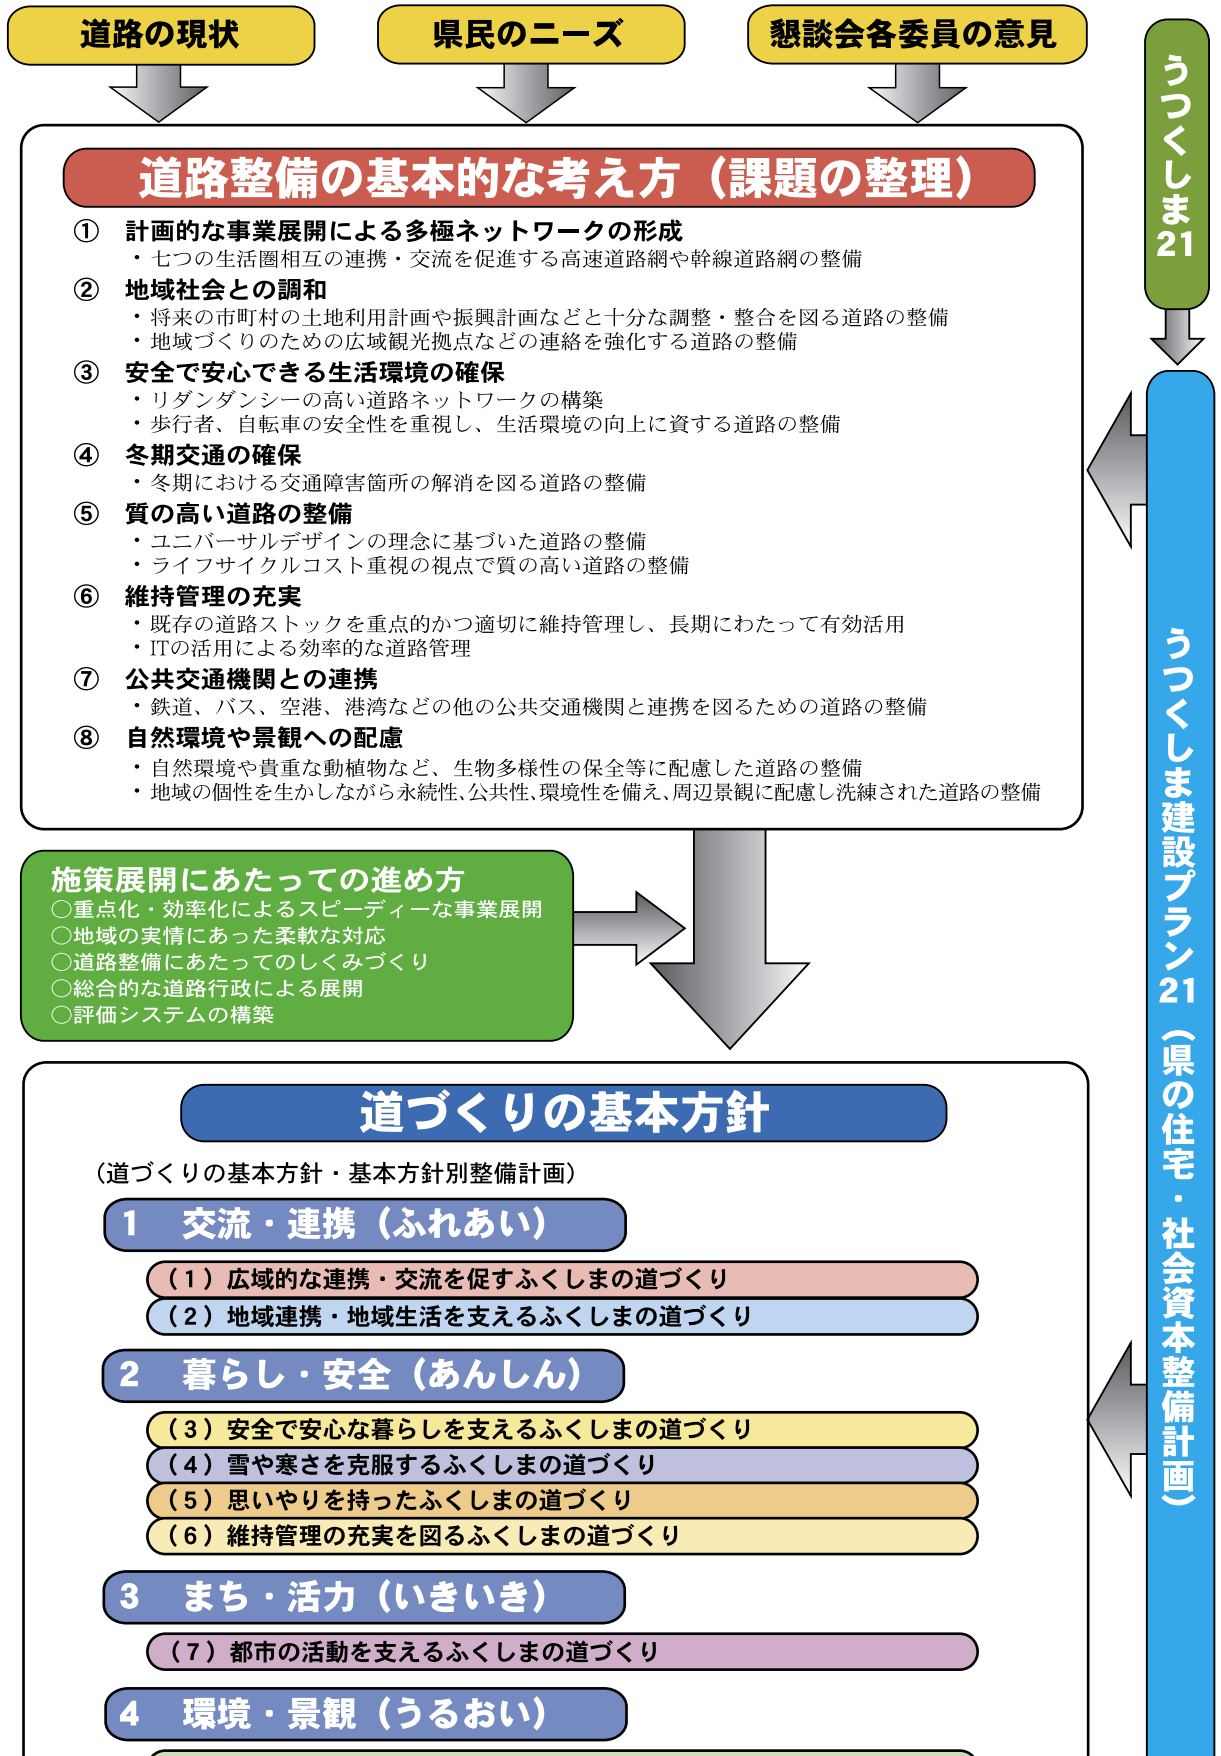 道路の現状
県民のニーズ
懇談会各委員の意見
道路整備の基本的な考え方（課題の整理）
① 計画的な事業展開による多極ネットワークの形成
・七つの生活圏相互の連携・交流を促進する高速道路網や幹線道路網の整備
② 地域社会との調和
・将来の市町村の土地利用計画や振興計画などと十分な調整・整合を図る道路の整備
・地域づくりのための広域観光拠点などの連絡を強化する道路の整備
③ 安全で安心できる生活環境の確保
・リダンダンシーの高い道路ネットワークの構築
・歩行者、自転車の安全性を重視し、生活環境の向上に資する道路の整備
④ 冬期交通の確保
・冬期における交通障害箇所の解消を図る道路の整備
⑤ 質の高い道路の整備
・ユニバーサルデザインの理念に基づいた道路の整備
・ライフサイクルコスト重視の視点で質の高い道路の整備
⑥ 維持管理の充実
・既存の道路ストックを重点的かつ適切に維持管理し、長期にわたって有効活用
・ITの活用による効率的な道路管理
⑦ 公共交通機関との連携
・鉄道、バス、空港、港湾などの他の公共交通機関と連携を図るための道路の整備
⑧ 自然環境や景観への配慮
・自然環境や貴重な動植物など、生物多様性の保全等に配慮した道路の整備
・地域の個性を生かしながら永続性、公共性、環境性を備え、周辺景観に配慮し洗練された道路の整備
施策展開にあたっての進め方
○重点化・効率化によるスピーディーな事業展開
○地域の実情にあった柔軟な対応
○道路整備にあたってのしくみづくり
○総合的な道路行政による展開
○評価システムの構築
道づくりの基本方針
（道づくりの基本方針・基本方針別整備計画）
1 交流・連携（ふれあい）
（1）広域的な連携・交流を促すふくしまの道づくり
（2）地域連携・地域生活を支えるふくしまの道づくり
2 暮らし・安全（あんしん）
（3）安全で安心な暮らしを支えるふくしまの道づくり
（4）雪や寒さを克服するふくしまの道づくり
（5）思いやりを持ったふくしまの道づくり
（6）維持管理の充実を図るふくしまの道づくり
3 まち・活力（いきいき）
（7）都市の活動を支えるふくしまの道づくり
4 環境・景観（うるおい）
うつくしま21
うつくしま建設プラン21（県の住宅・社会資本整備計画）